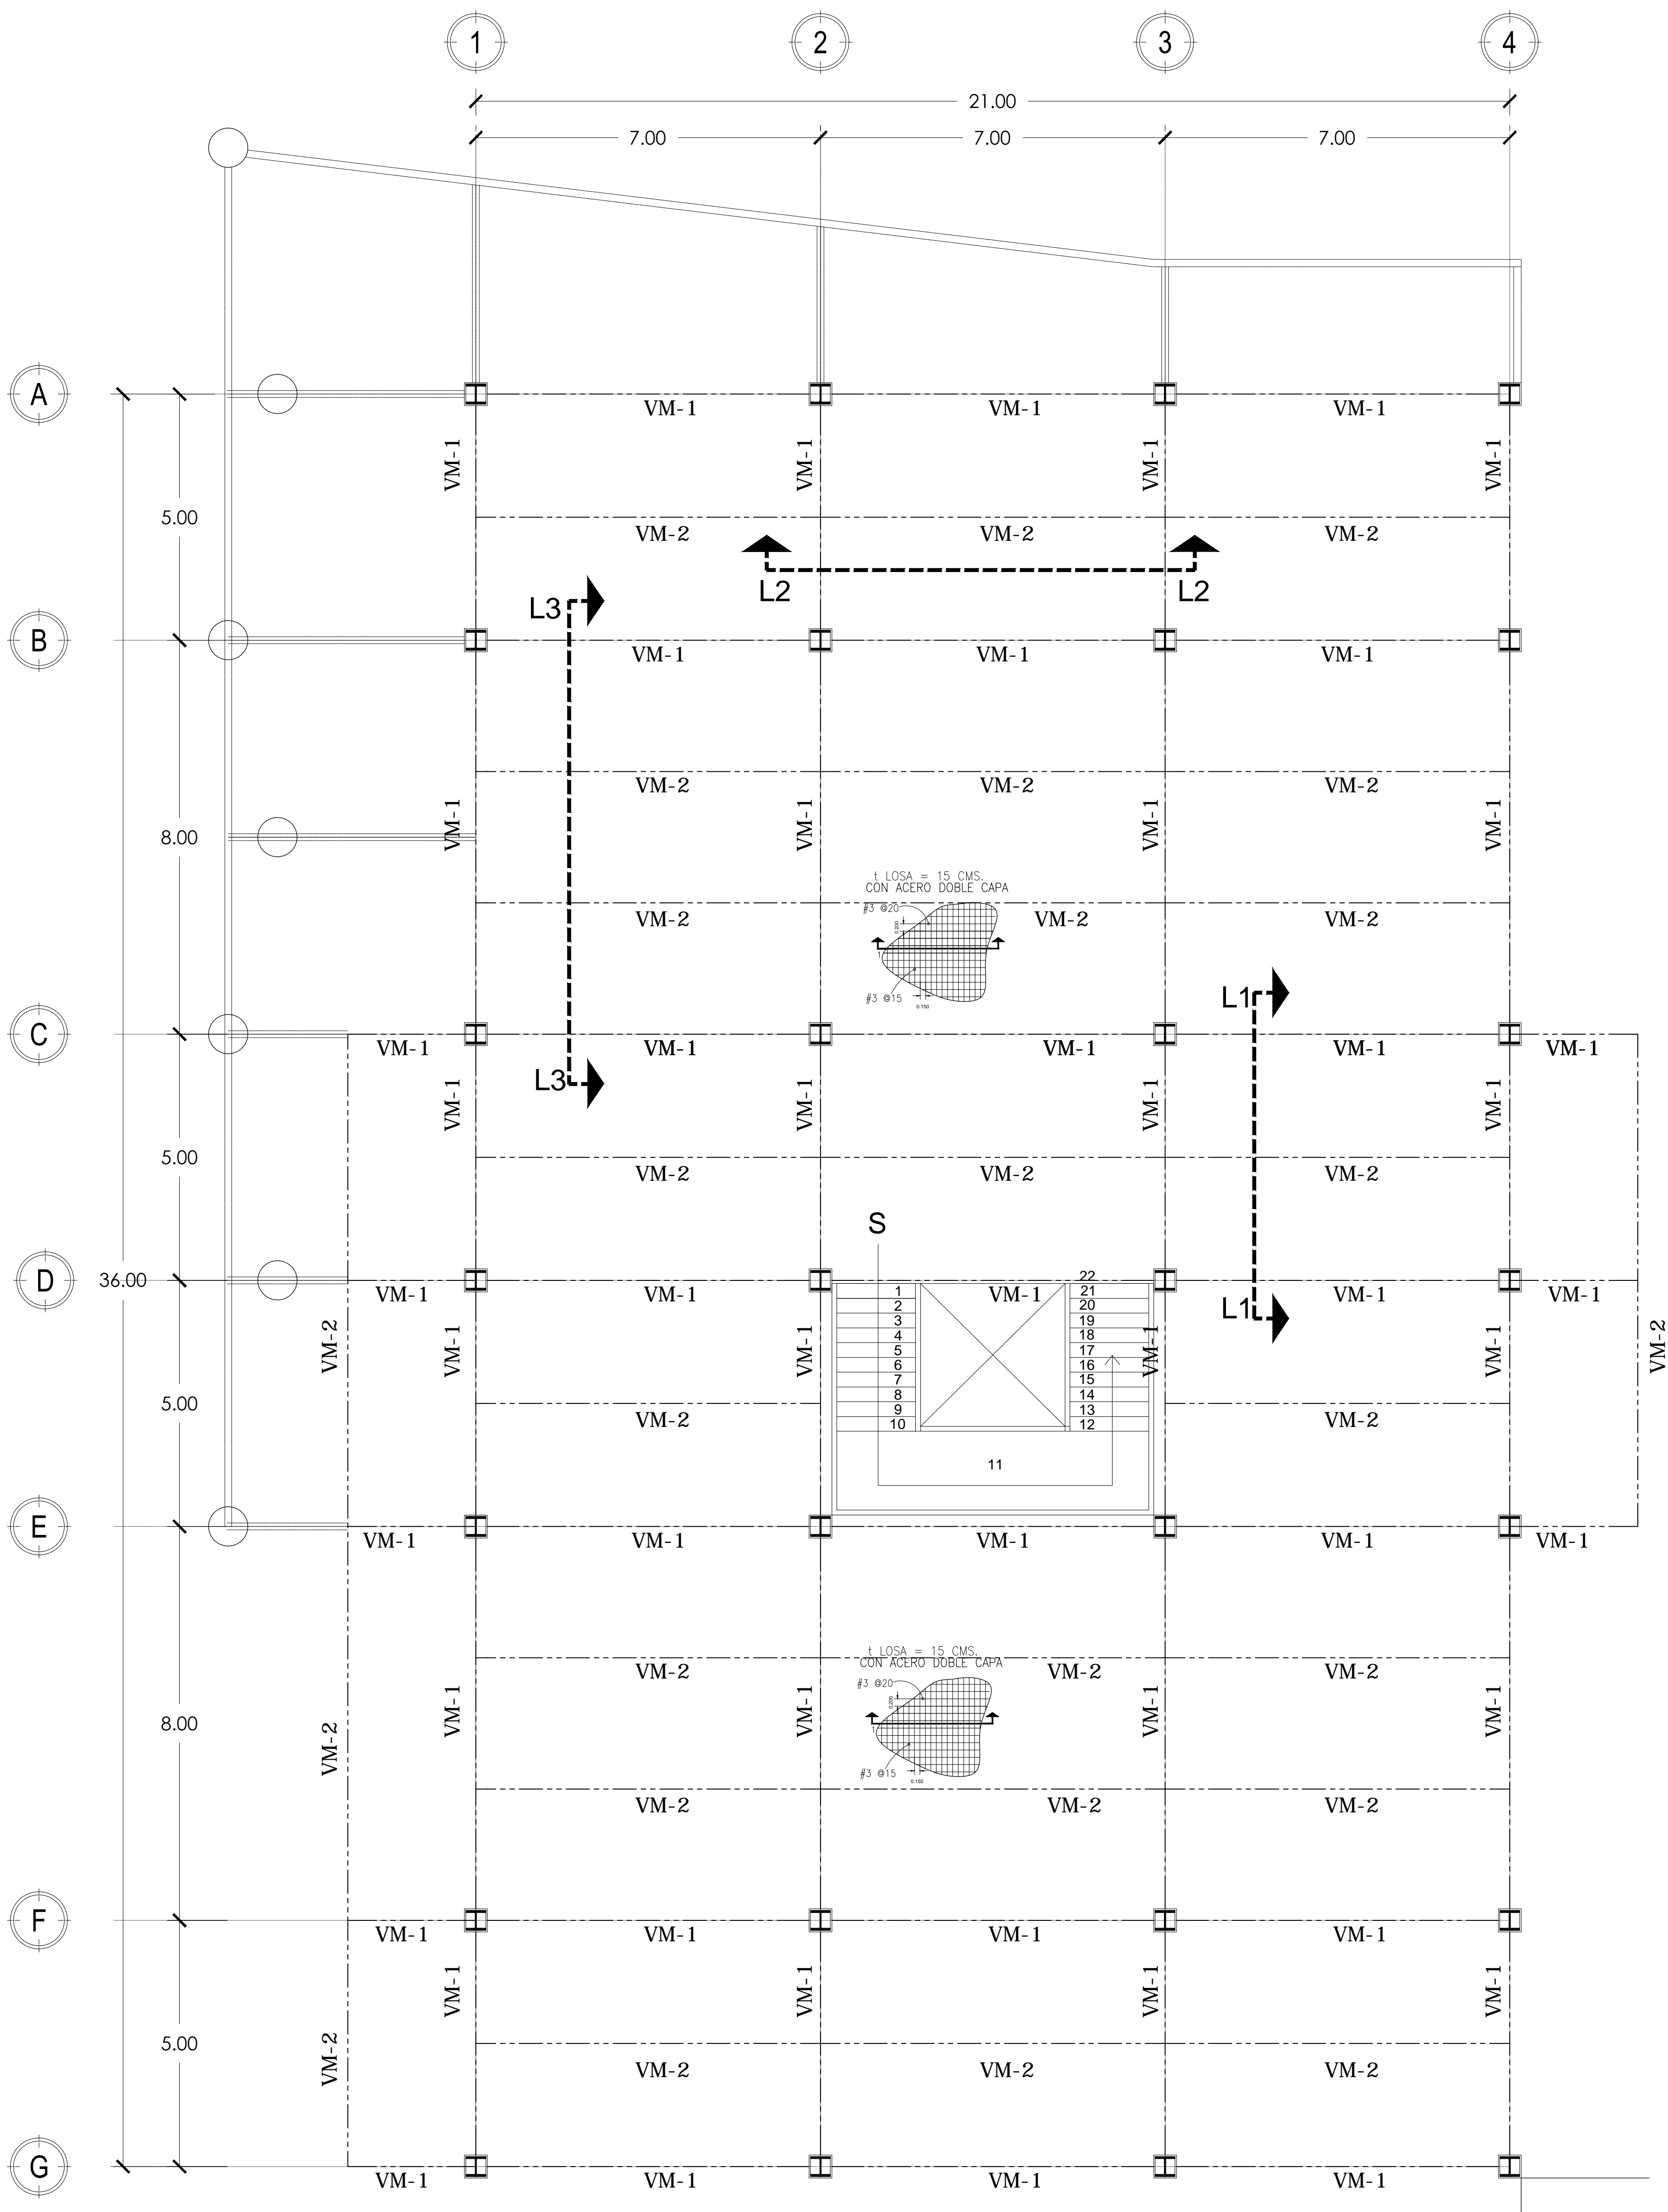 1 2 3 4
21.00
7.00 7.00 7.00
A
VM-1 VM-1 VM-1
VM-1 VM-1 VM-1 VM-1
5.00
VM-2 VM-2 VM-2
L2 L2
L3
B
VM-1 VM-1 VM-1
VM-2 VM-2 VM-2
VM-1 VM-1 VM-1 VM-1
8.00
t LOSA = 15 CMS.
CON ACERO DOBLE CAPA
#3 @20
VM-2 VM-2 VM-2
0.200
1
#3 @15
0.150
L1
C
VM-1 VM-1 VM-1 VM-1 VM-1
L3
VM-1 VM-1 VM-1 VM-1
5.00
VM-2 VM-2 VM-2
S
D
36.00
22
VM-1 VM-1 VM-1 VM-1 VM-1
1 21
2 20
L1
3 19
4 18
VM-2 VM-1 VM-1 VM-1 VM-1 VM-2
5 17
6 16
7 15
8 14
5.00
9 13
VM-2 VM-2
10 12
11
E
VM-1 VM-1 VM-1 VM-1 VM-1
t LOSA = 15 CMS.
CON ACERO DOBLE CAPA
VM-2 VM-2 VM-2
#3 @20
0.200
VM-1 VM-1 VM-1 VM-1
8.00
1
VM-2
#3 @15
0.150
VM-2 VM-2 VM-2
F
VM-1 VM-1 VM-1 VM-1
VM-1 VM-1 VM-1 VM-1
5.00
VM-2
VM-2 VM-2 VM-2
G
VM-1 VM-1 VM-1 VM-1